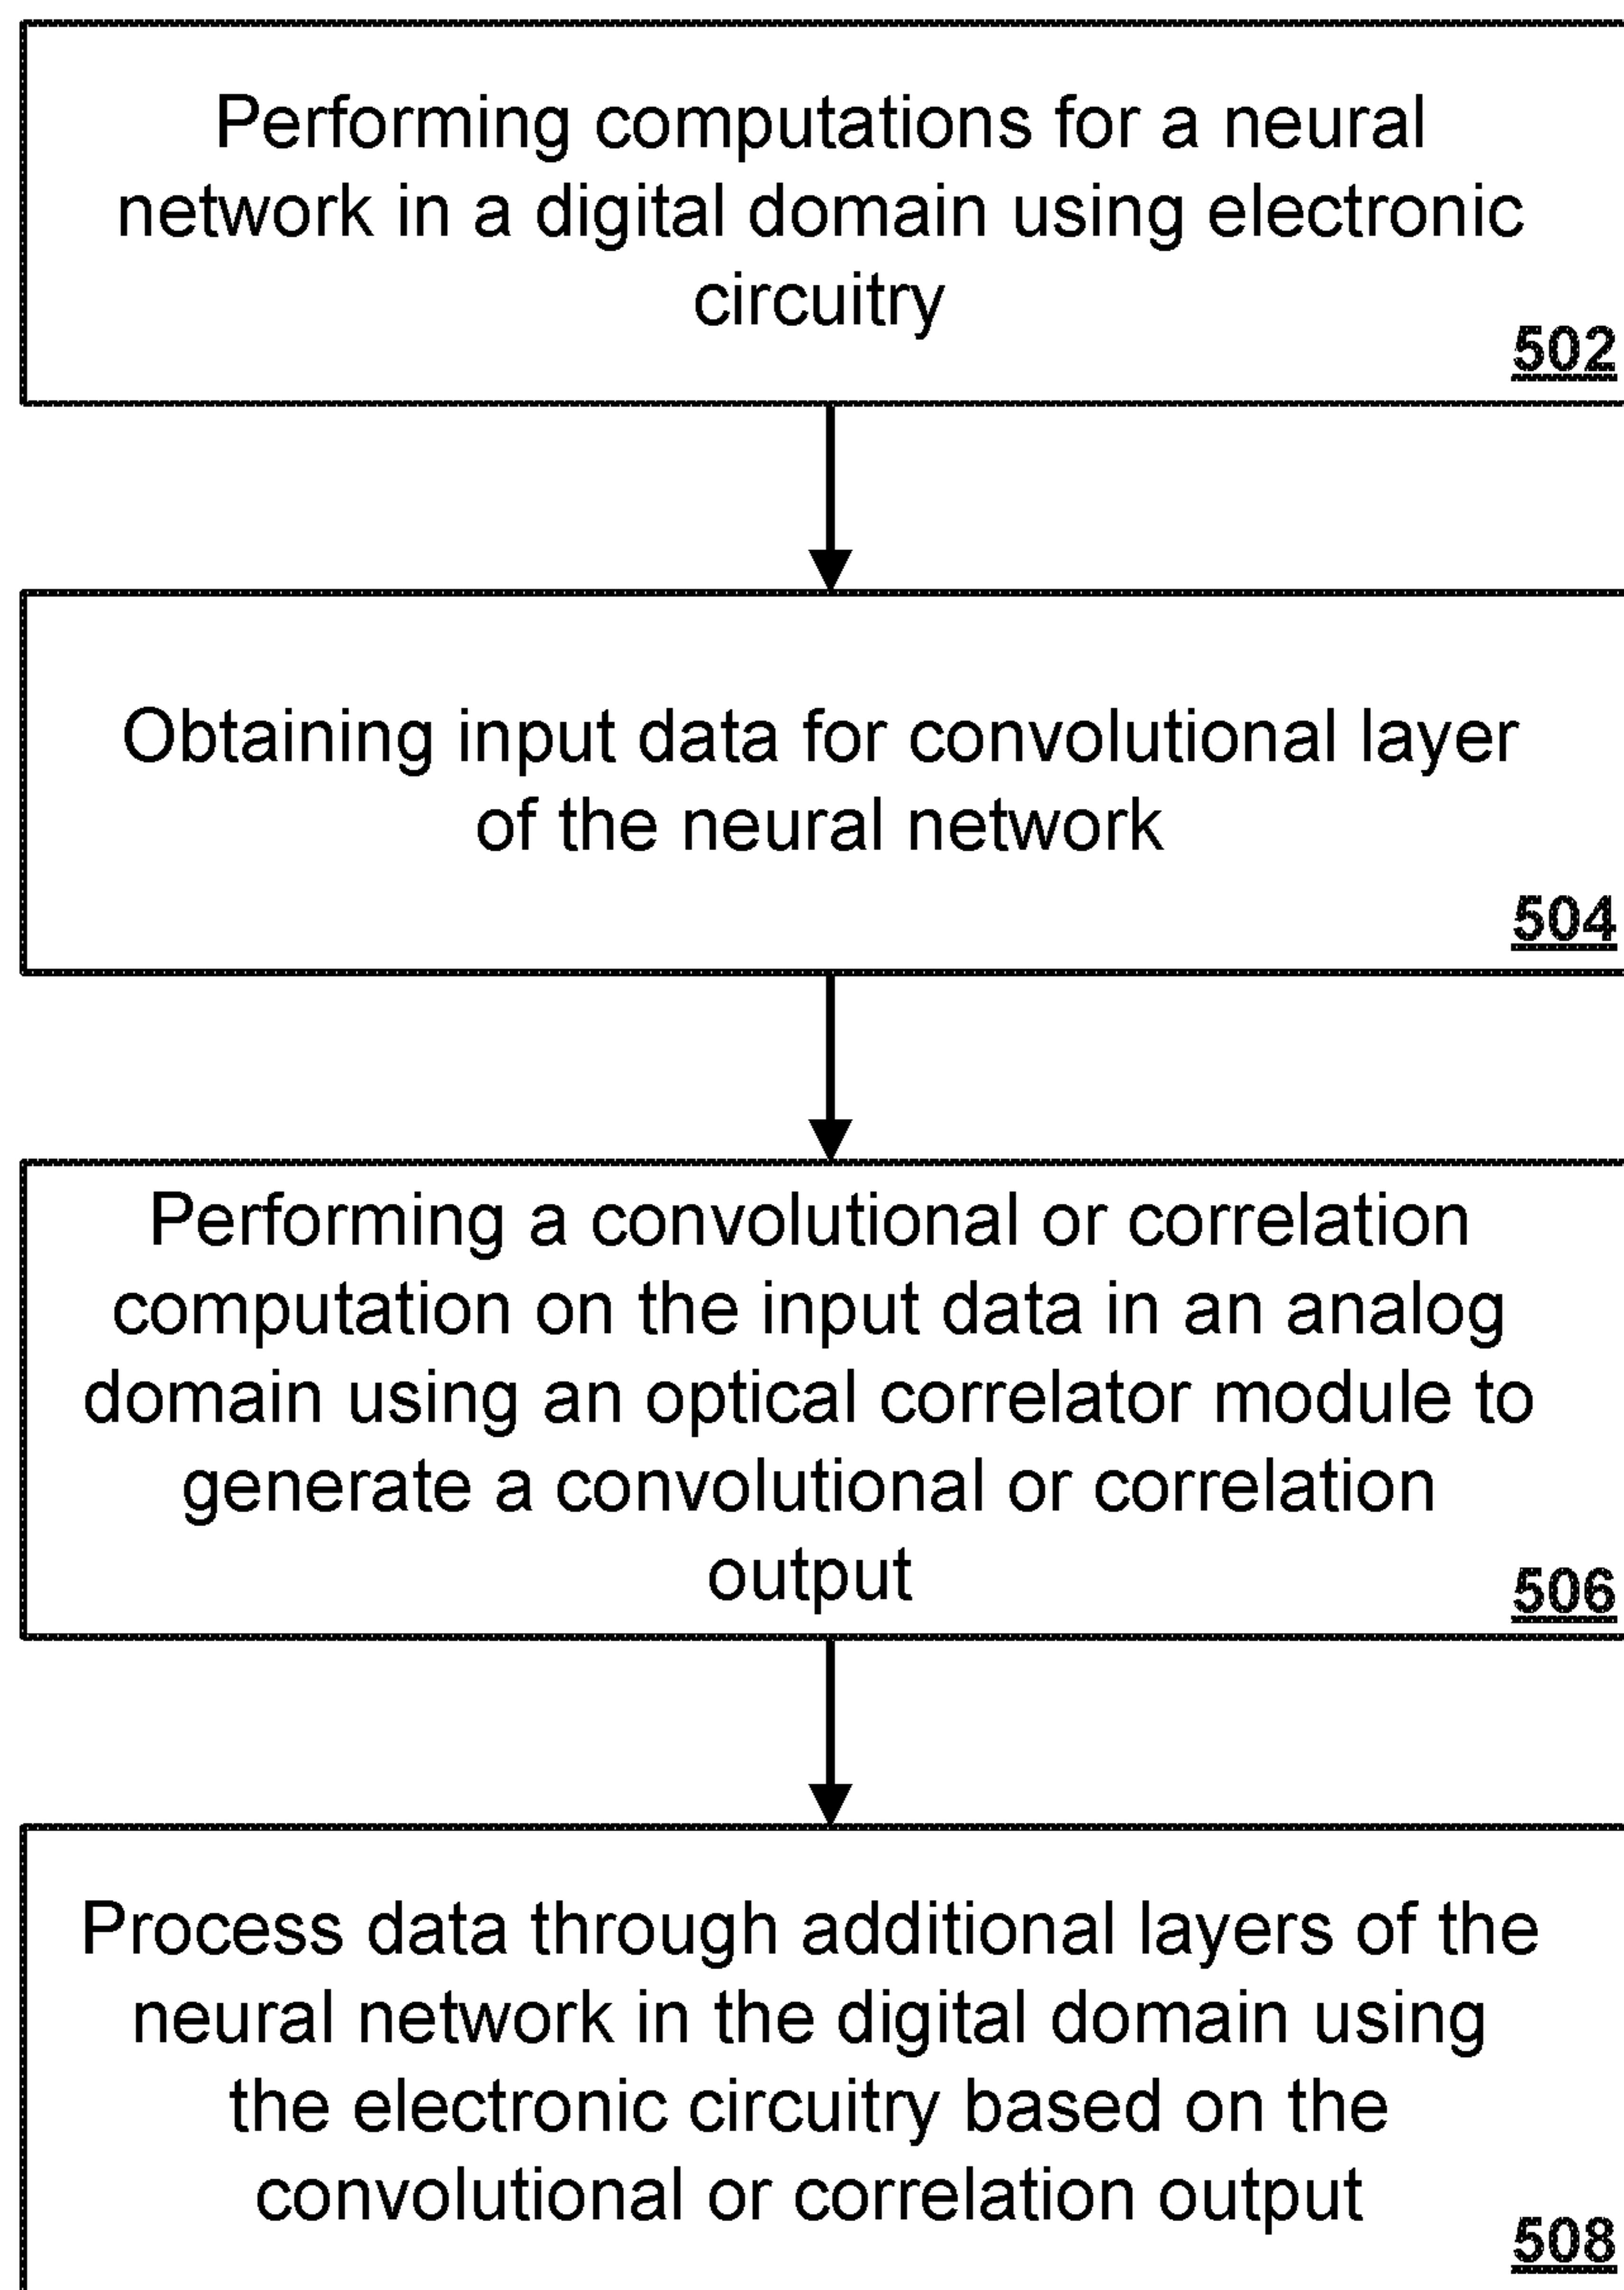 Performing computations for a neural
network in a digital domain using electronic
circuitry
502
Obtaining input data for convolutional layer
of the neural network
504
Performing a convolutional or correlation
computation on the input data in an analog
domain using an optical correlator module to
generate a convolutional or correlation
output
506
Process data through additional layers of the
neural network in the digital domain using
the electronic circuitry based on the
convolutional or correlation output
508